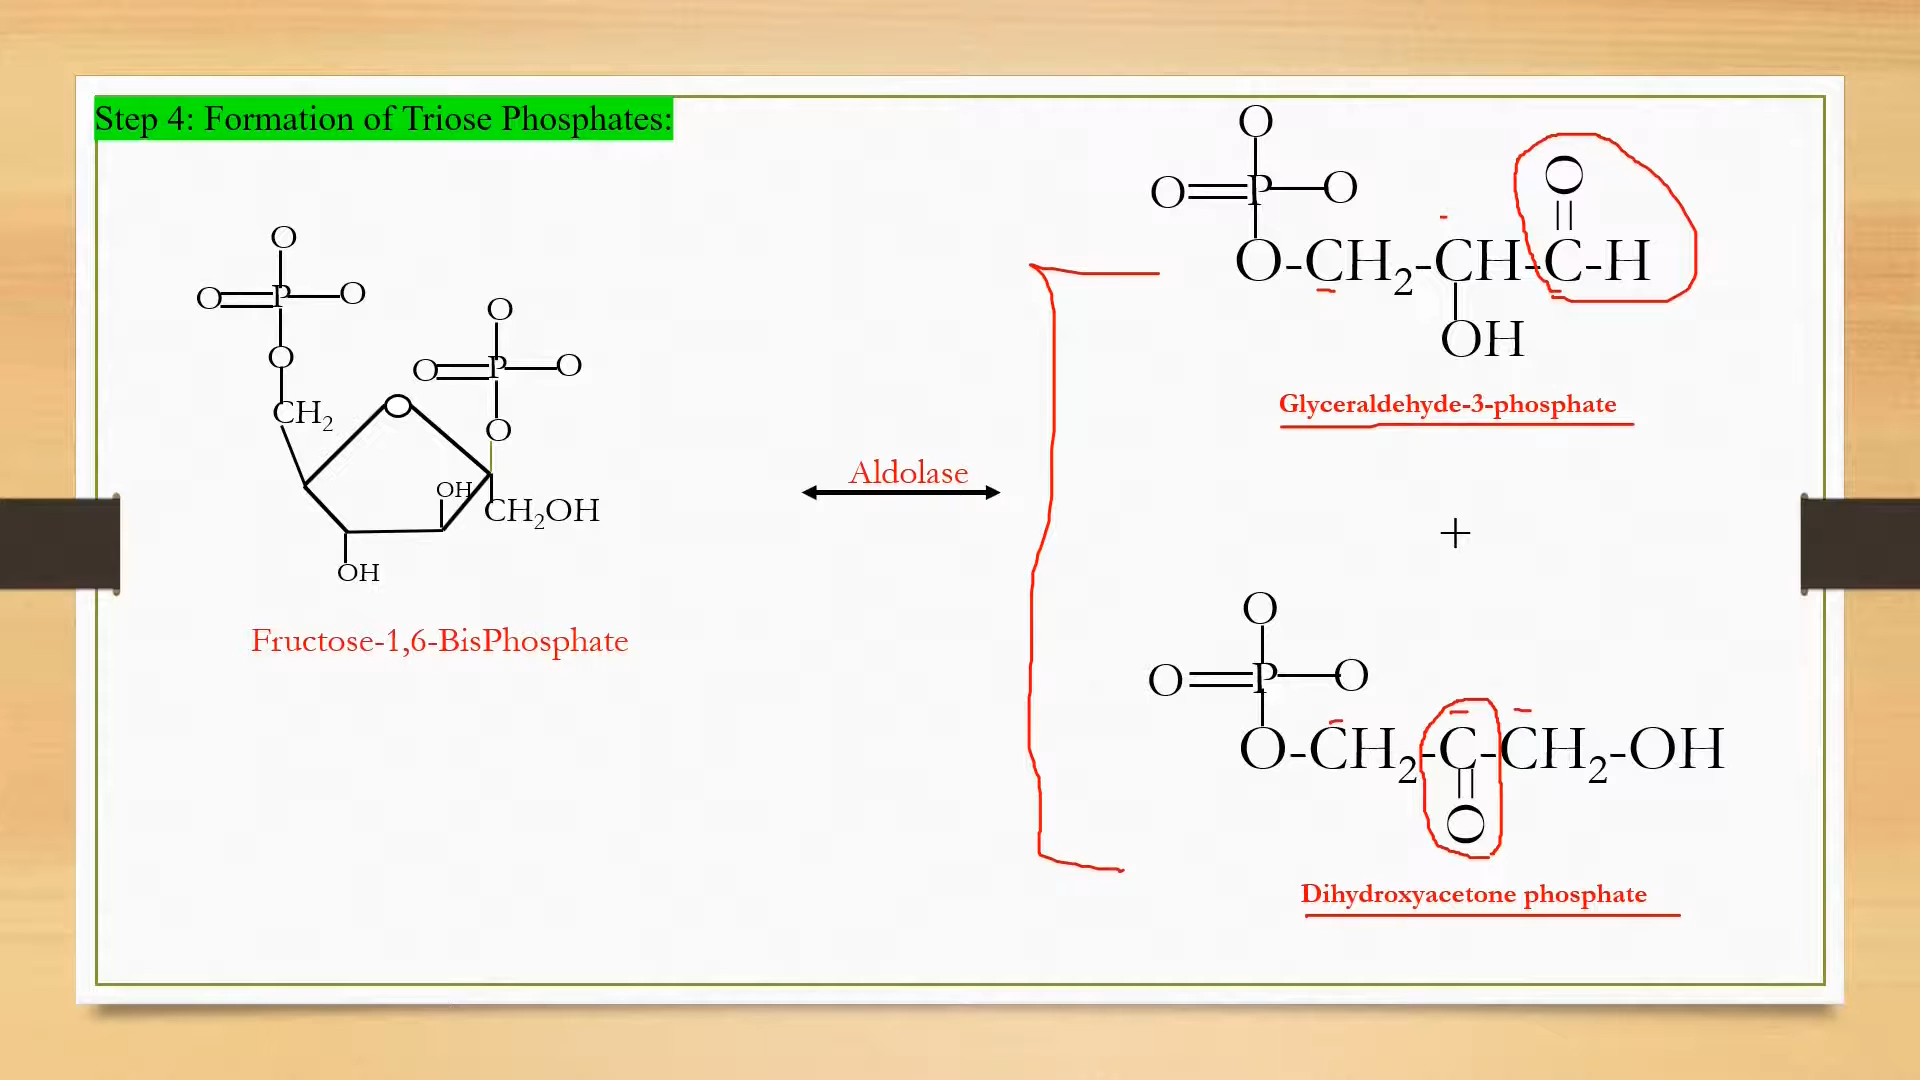 Step 4: Formation of Triose Phosphates:
O
O=P-O
O
CH2
O
O=P-O
O
O
OH
CH2OH
OH
Fructose-1,6-BisPhosphate
Aldolase
O
O=P-O
O
O-CH2-CH-C-H
OH
Glyceraldehyde-3-phosphate
+
O
O=P-O
O-CH2-C-CH2-OH
O
Dihydroxyacetone phosphate